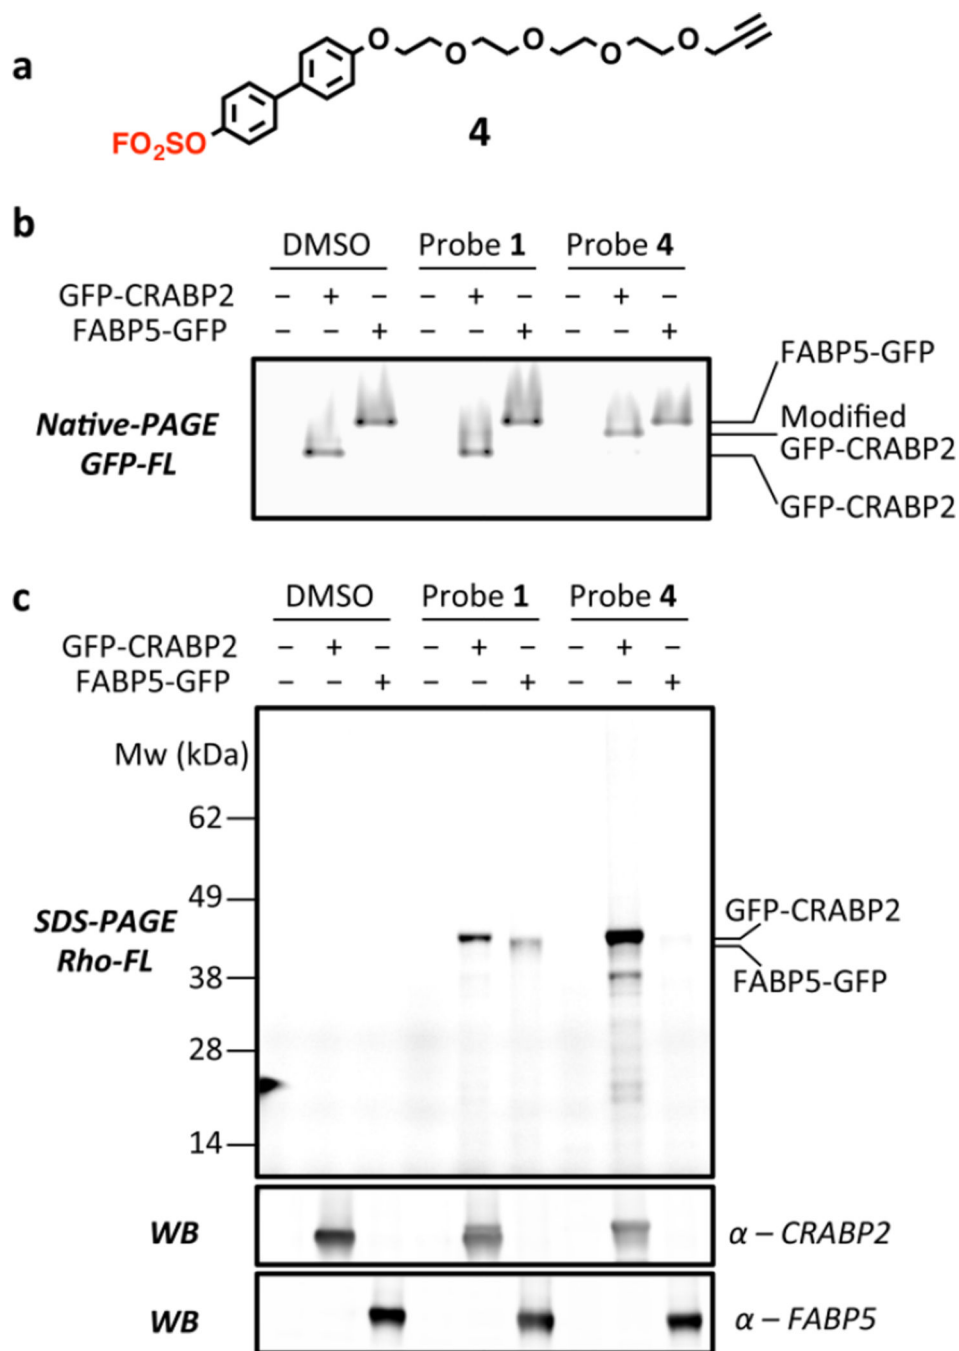 a
O O O O O
FO2SO
4
b
DMSO Probe 1 Probe 4
GFP-CRABP2 − + − − + − − + −
FABP5-GFP − − + − − + − − +
Native-PAGE
GFP-FL
FABP5-GFP
Modified
GFP-CRABP2
GFP-CRABP2
c
DMSO Probe 1 Probe 4
GFP-CRABP2 − + − − + − − + −
FABP5-GFP − − + − − + − − +
Mw (kDa)
62
49
38
28
14
SDS-PAGE
Rho-FL
GFP-CRABP2
FABP5-GFP
WB α – CRABP2
WB α – FABP5